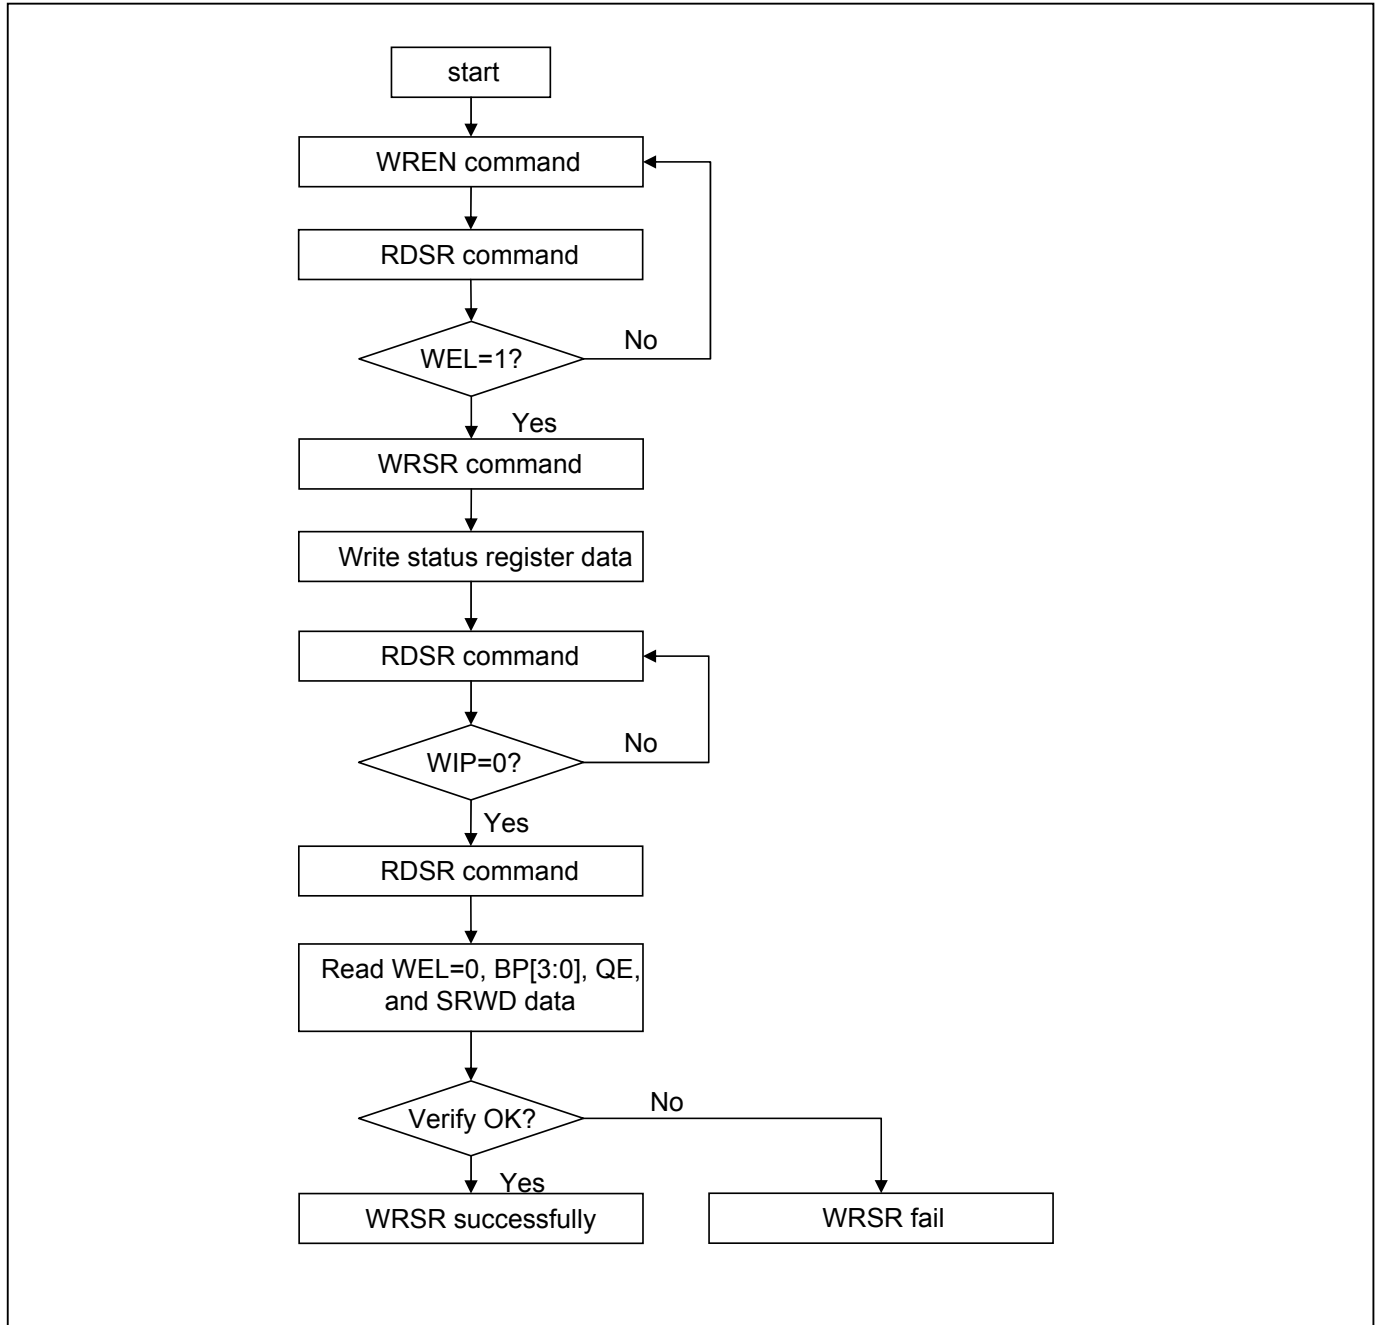 start
WREN command
RDSR command
WEL=1?
No
Yes
WRSR command
Write status register data
RDSR command
WIP=0?
No
Yes
RDSR command
Read WEL=0, BP[3:0], QE,
and SRWD data
Verify OK?
No
Yes
WRSR successfully
WRSR fail